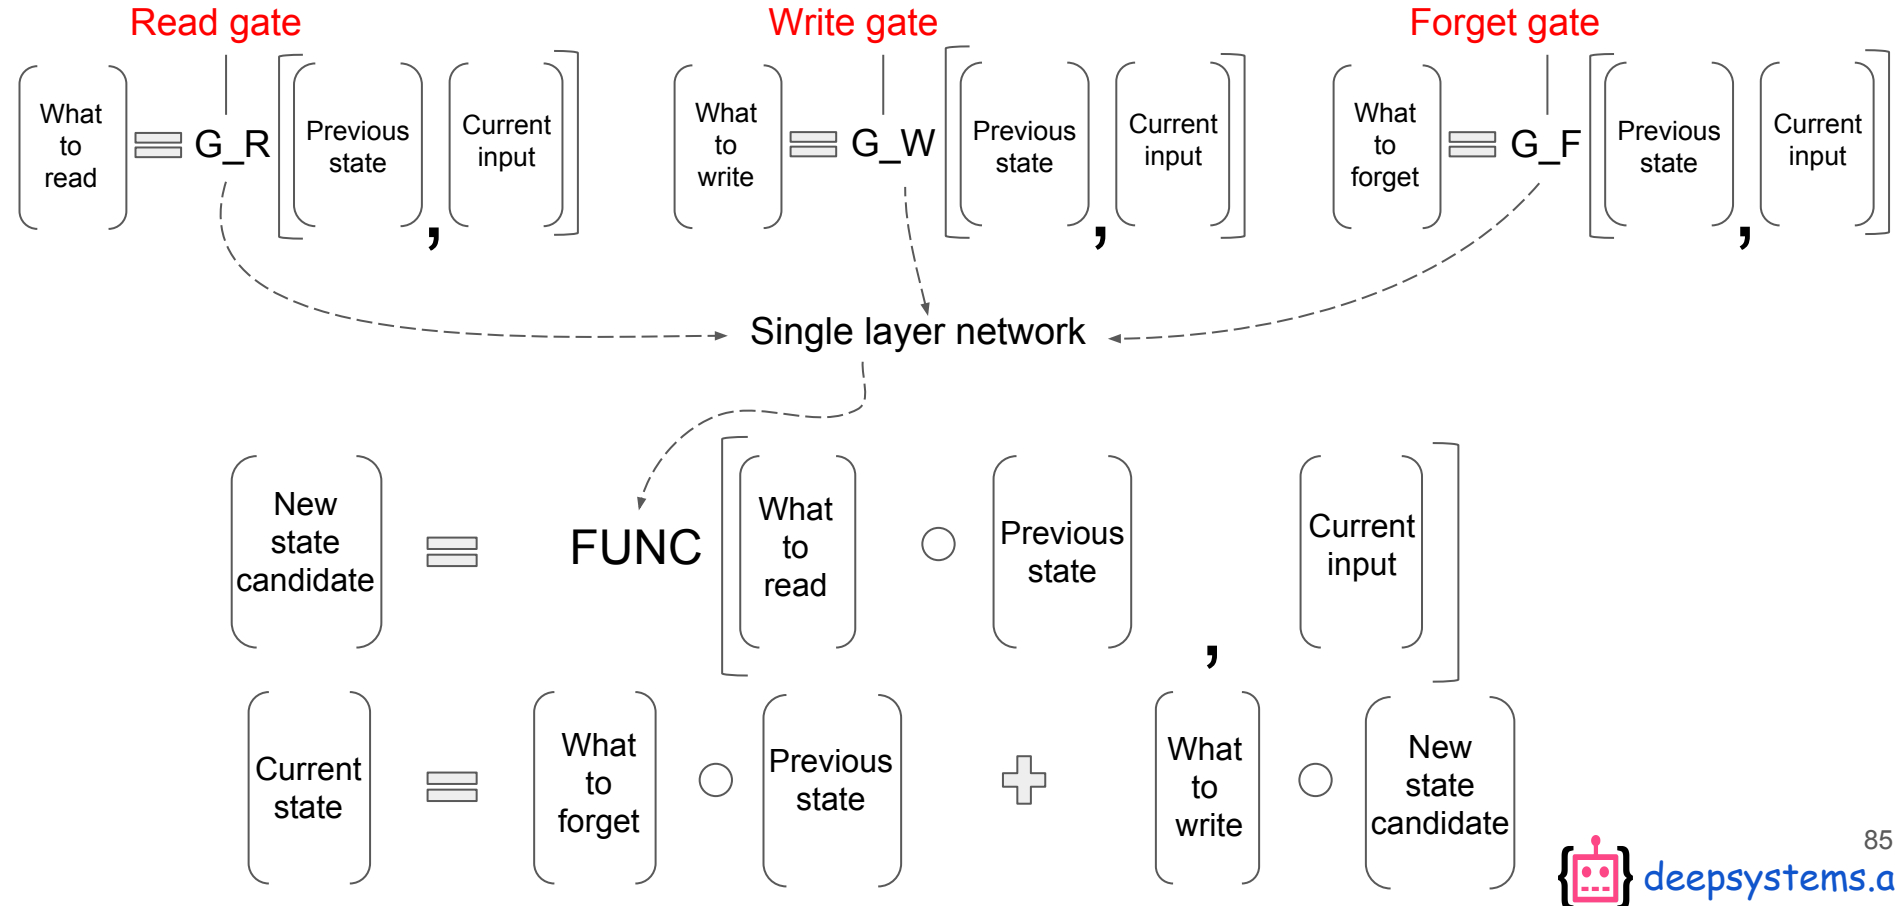 Read gate
Write gate
Forget gate
What
to
read
G_R
Previous
state
,
Current
input
What
to
write
G_W
Previous
state
,
Current
input
What
to
forget
G_F
Previous
state
,
Current
input
Single layer network
New
state
candidate
FUNC
What
to
read
Previous
state
,
Current
input
Current
state
What
to
forget
Previous
state
What
to
write
New
state
candidate
85
deepsystems.a